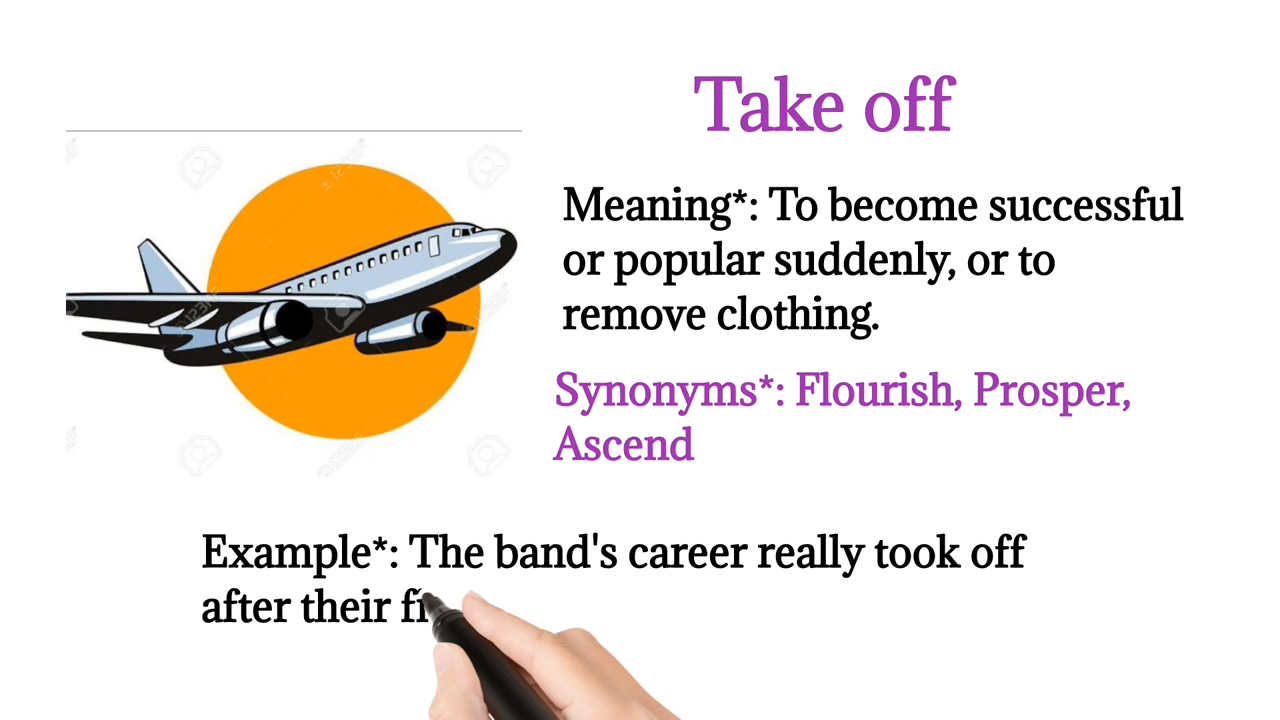 Take off
Meaning*: To become successful
or popular suddenly, or to
remove clothing.
Synonyms*: Flourish, Prosper,
Ascend
Example*: The band's career really took off
after their